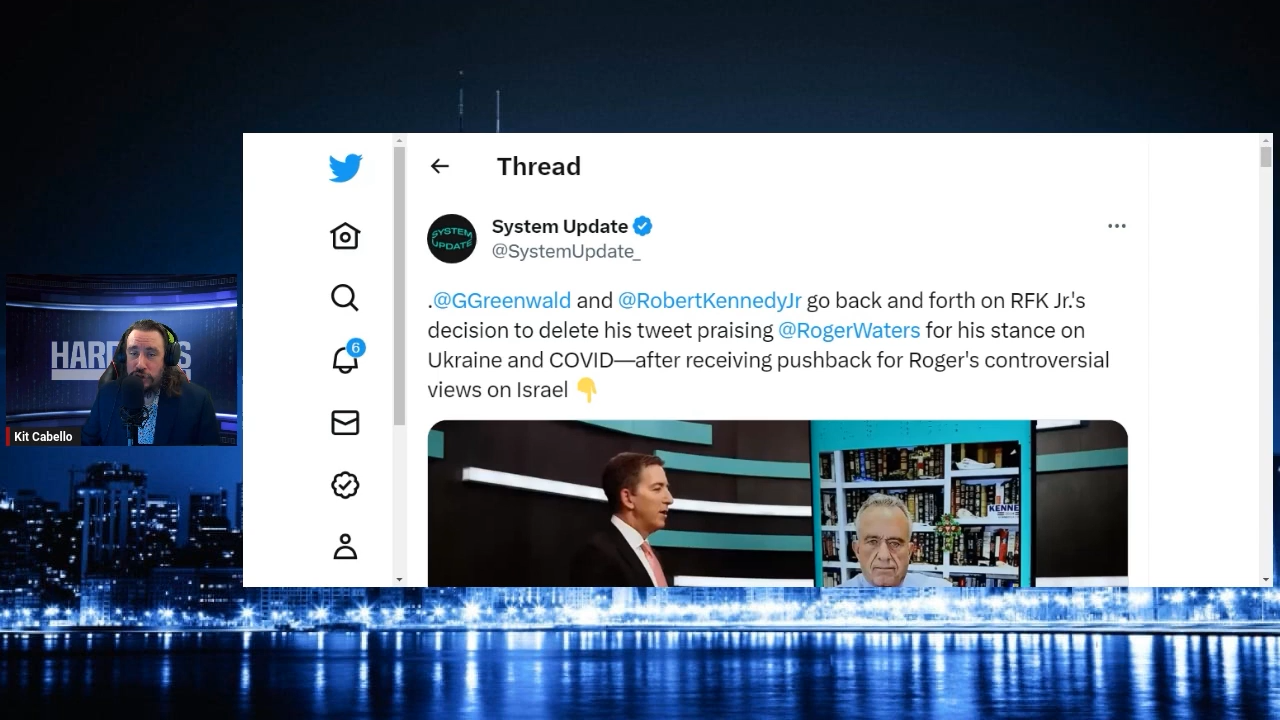 Thread
SYSTEM
UPDATE
System Update
@SystemUpdate_
6
.@GGreenwald and @RobertKennedyJr go back and forth on RFK Jr.'s
decision to delete his tweet praising @RogerWaters for his stance on
Ukraine and COVID—after receiving pushback for Roger's controversial
views on Israel
Kit Cabello